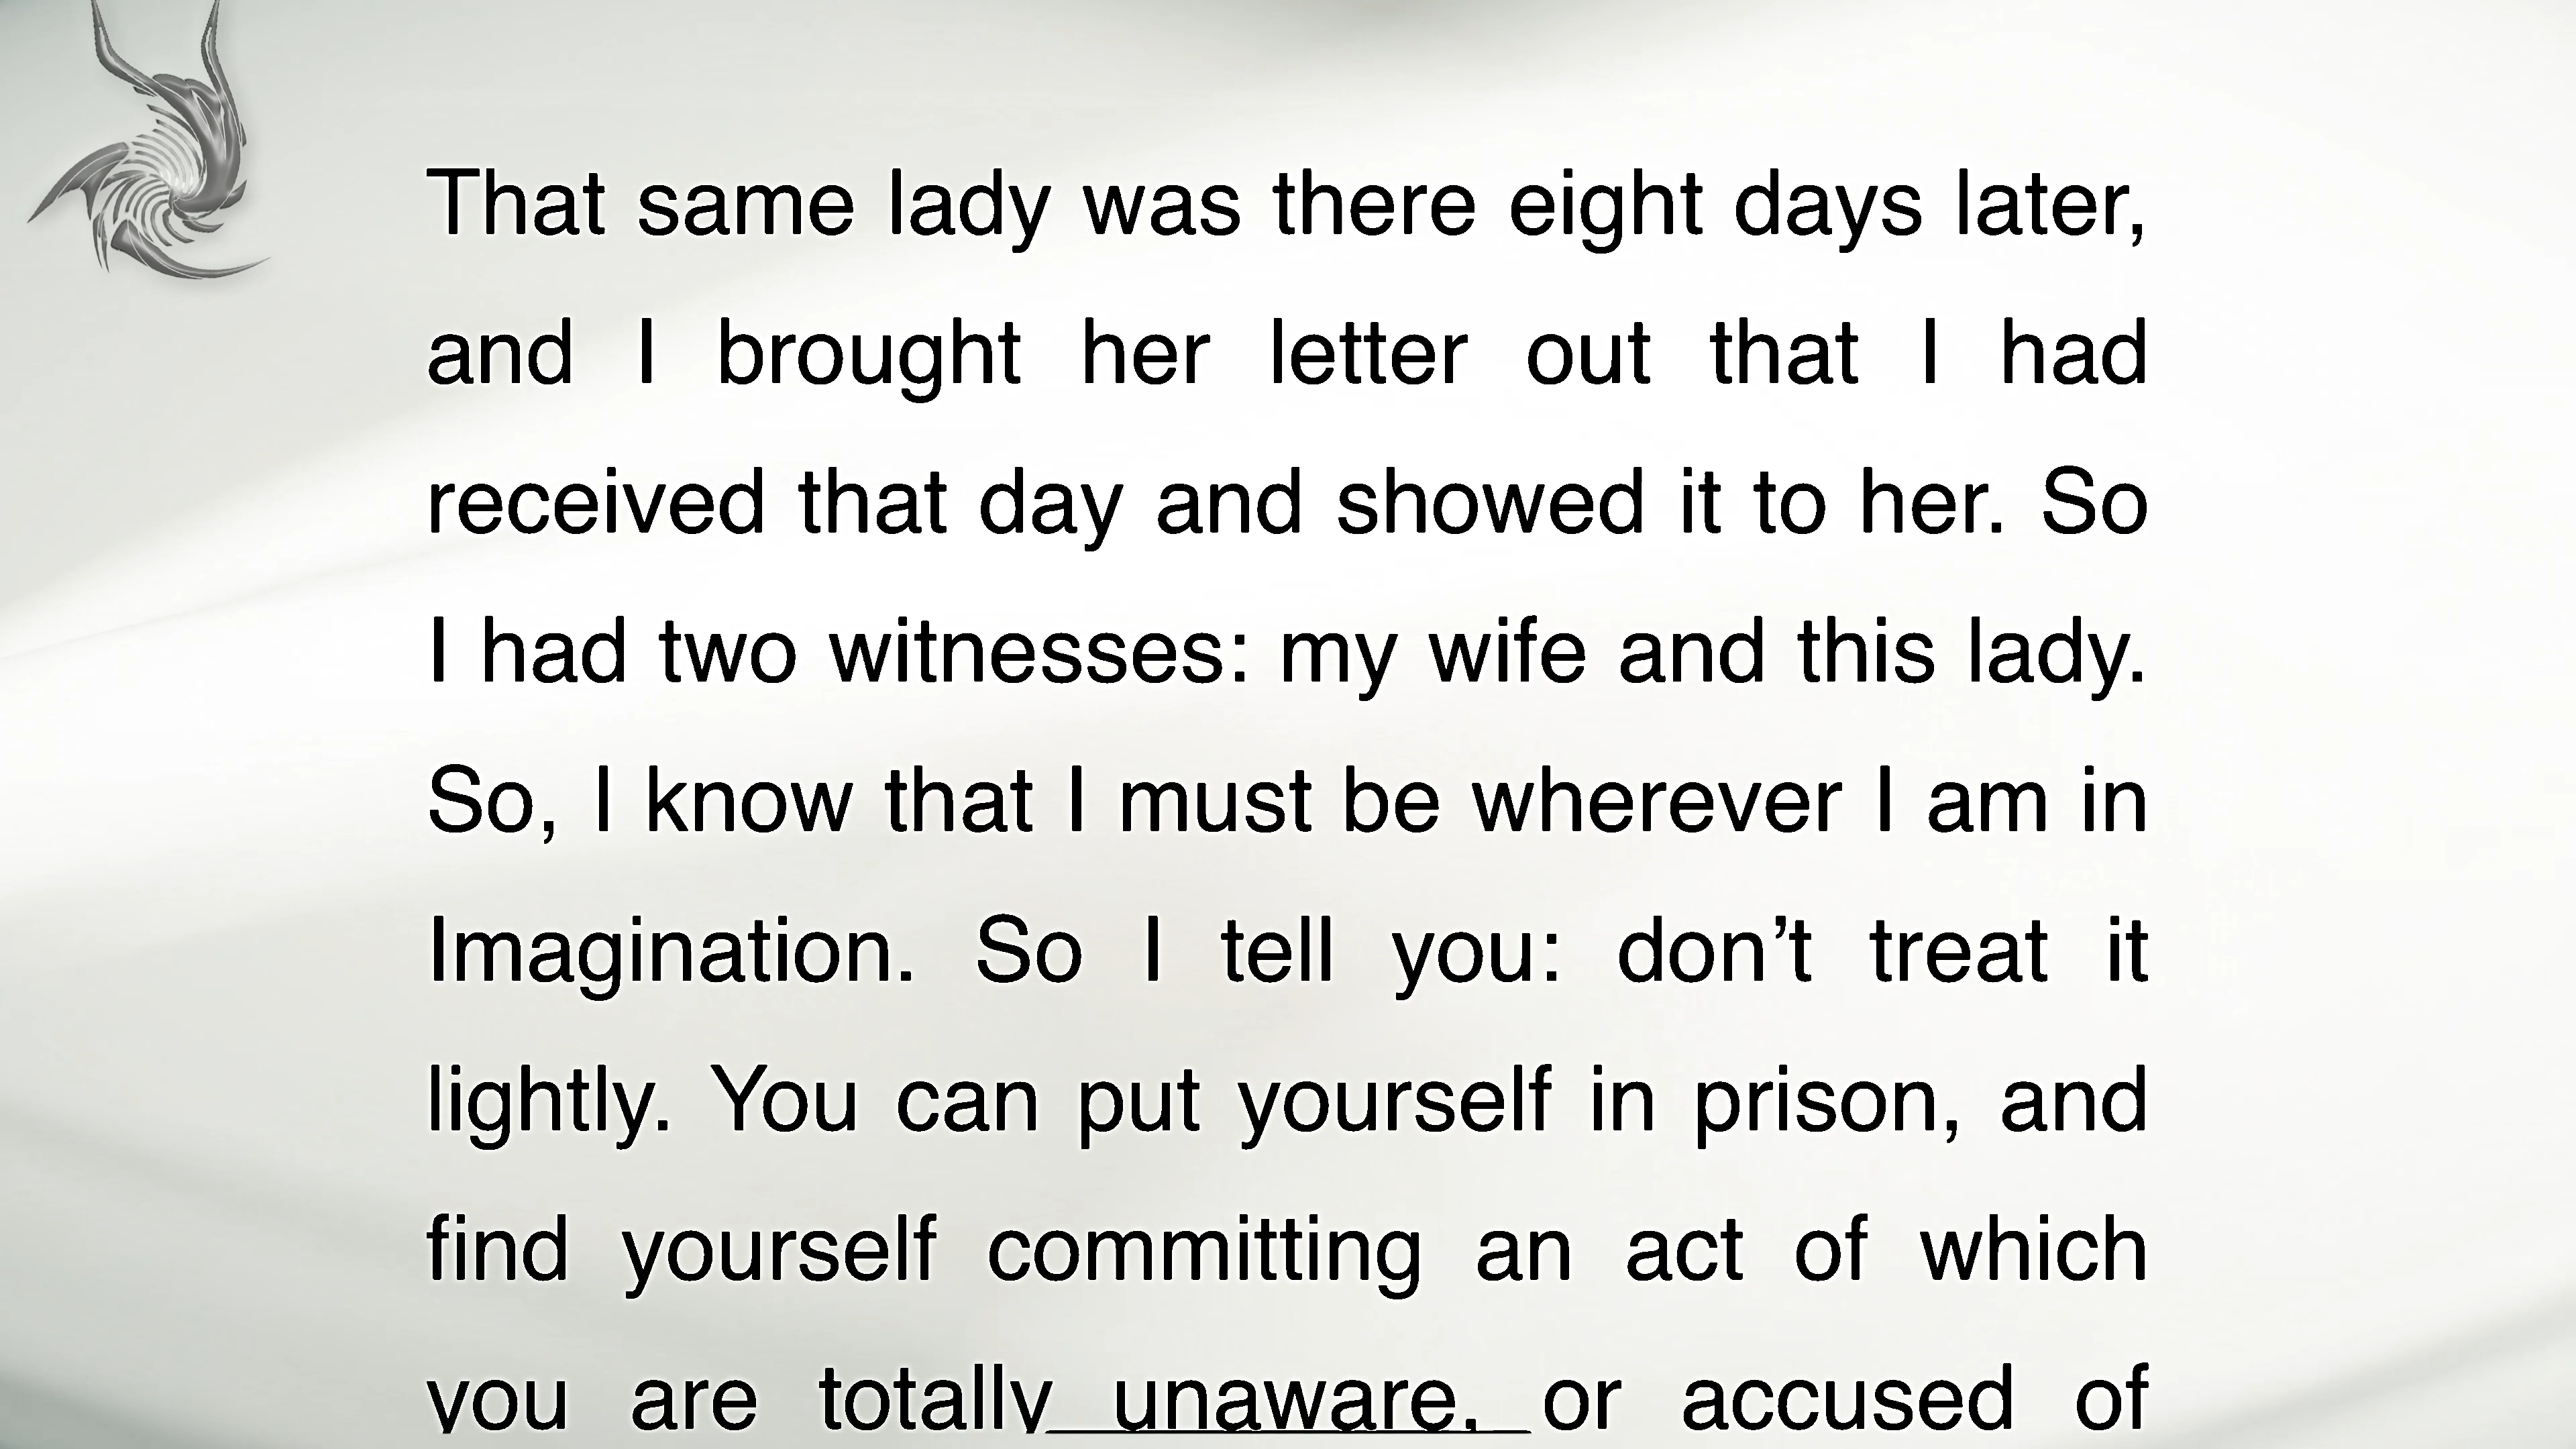 That same lady was there eight days later,
and I brought her letter out that I had
received that day and showed it to her. So
I had two witnesses: my wife and this lady.
So, I know that I must be wherever I am in
Imagination. So I tell you: don’t treat it
lightly. You can put yourself in prison, and
find yourself committing an act of which
you are totally unaware, or accused of